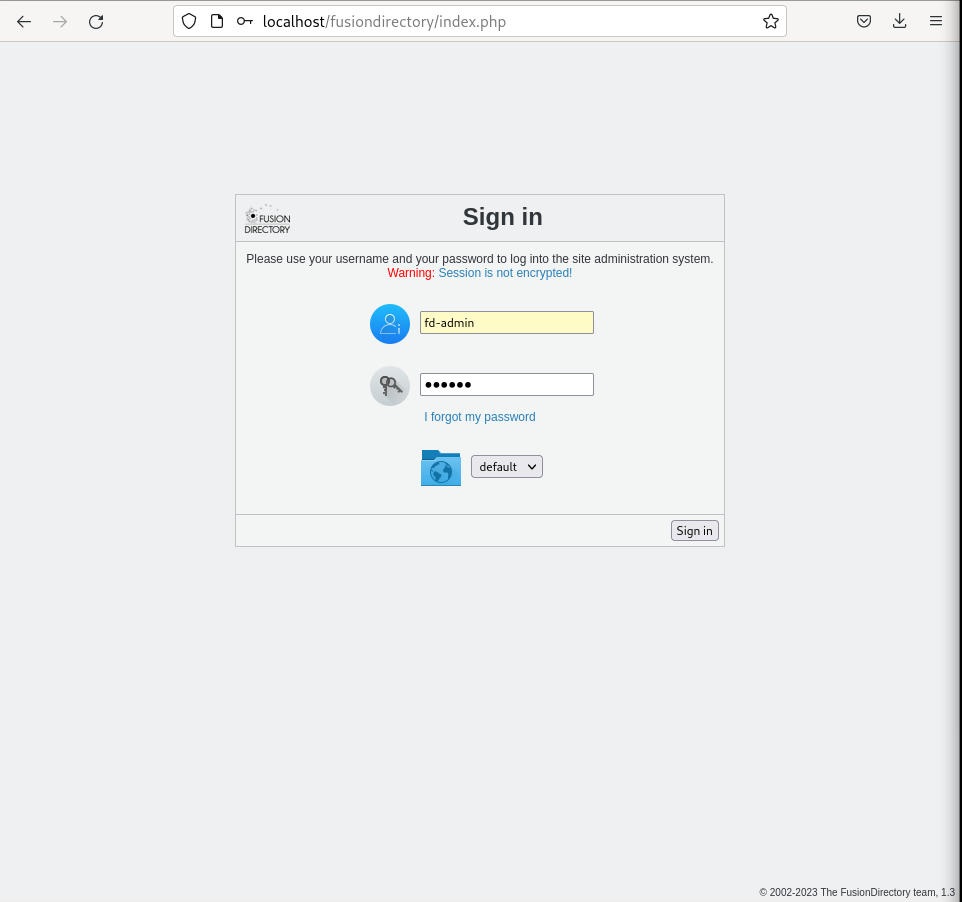 localhost/fusiondirectory/index.php
FUSION
DIRECTORY
Sign in
Please use your username and your password to log into the site administration system.
Warning: Session is not encrypted!
fd-admin
●●●●●●
I forgot my password
default
Sign in
© 2002-2023 The FusionDirectory team, 1.3